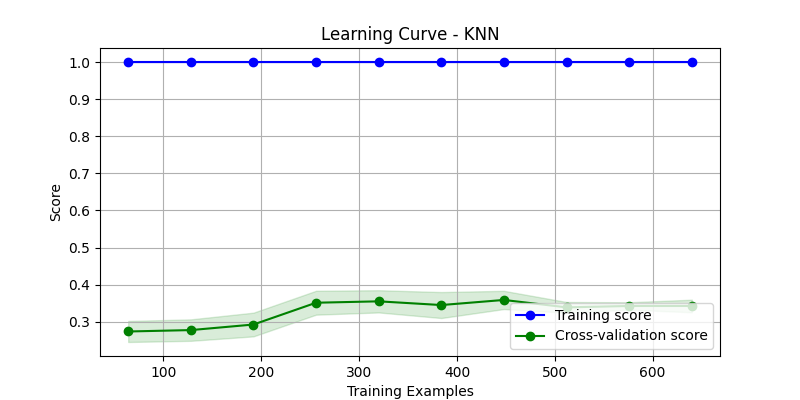 Learning Curve - KNN
1.0
0.9
0.8
0.7
0.6
0.5
0.4
0.3
Score
Training score
Cross-validation score
100 200 300 400 500 600
Training Examples